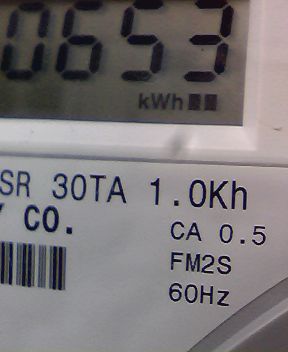 0653
kWh
SR 30TA 1.0Kh
Y CO.
CA 0.5
FM2S
60Hz